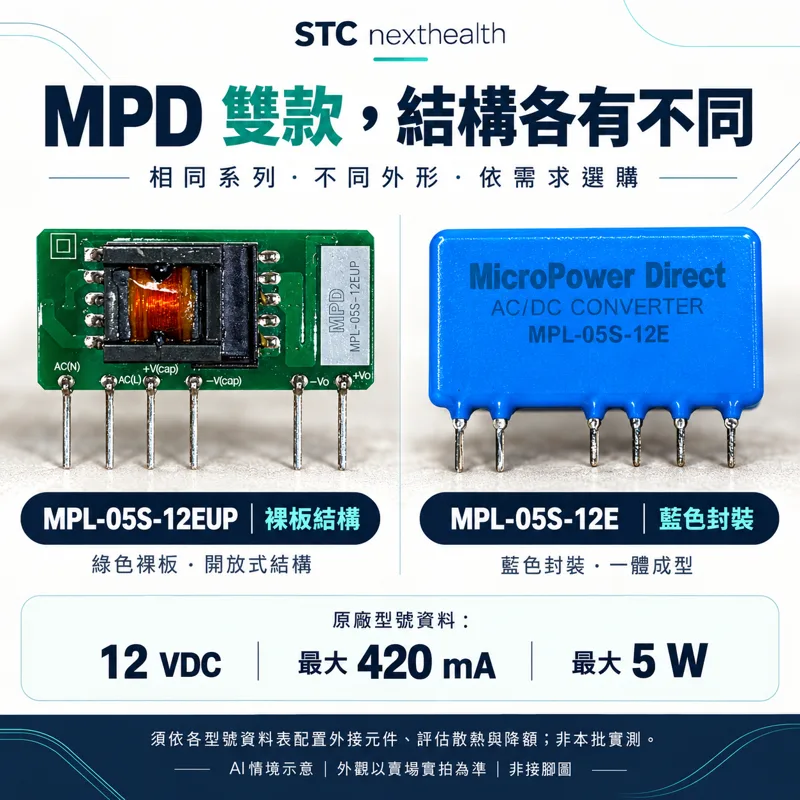 STC nexthealth
MPD 雙款，結構各有不同
相同系列·不同外形·依需求選購
MPD
MPL-05S-12EUP
AC(N)
AC(L)
+V(cap)
-V(cap)
-Vo
+Vo
MicroPower Direct
AC/DC CONVERTER
MPL-05S-12E
MPL-05S-12EUP | 裸板結構
綠色裸板·開放式結構
MPL-05S-12E | 藍色封裝
藍色封裝·一體成型
原廠型號資料：
12 VDC | 最大 420 mA | 最大 5 W
須依各型號資料表配置外接元件、評估散熱與降額；非本批實測。
AI情境示意 | 外觀以賣場實拍為準 | 非接腳圖